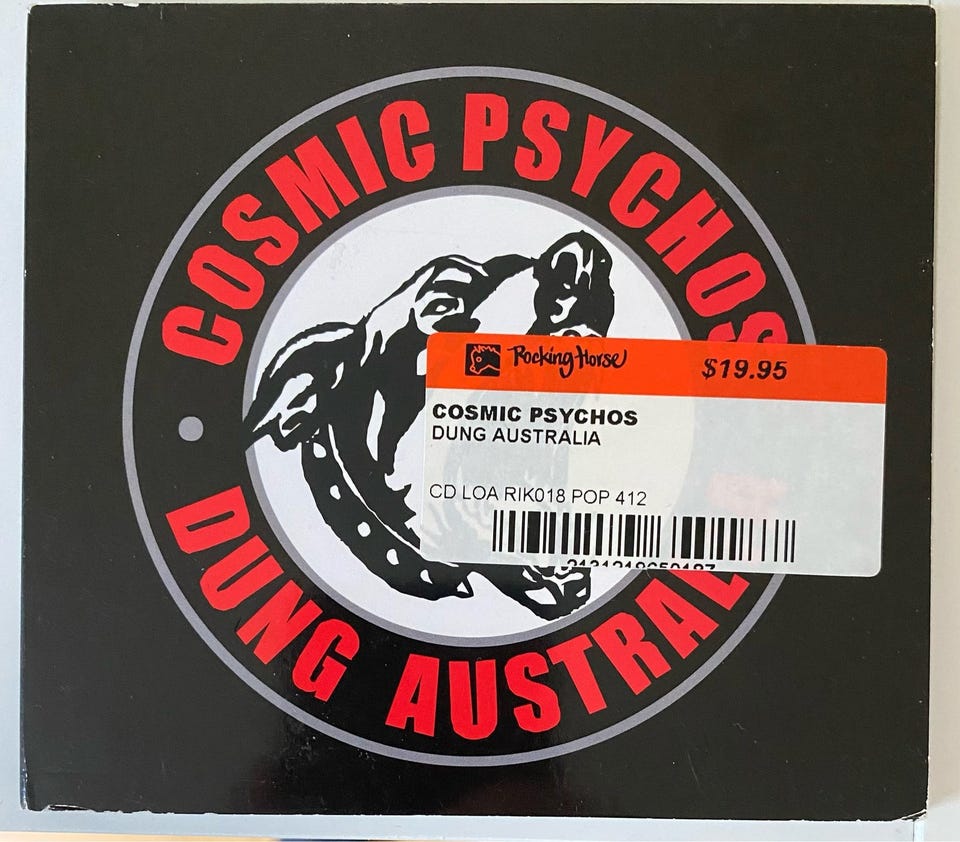 COSMIC PSYCHOS
Rocking Horse $19.95
COSMIC PSYCHOS
DUNG AUSTRALIA
CD LOA RIK018 POP 412
DUNG AUSTRAL